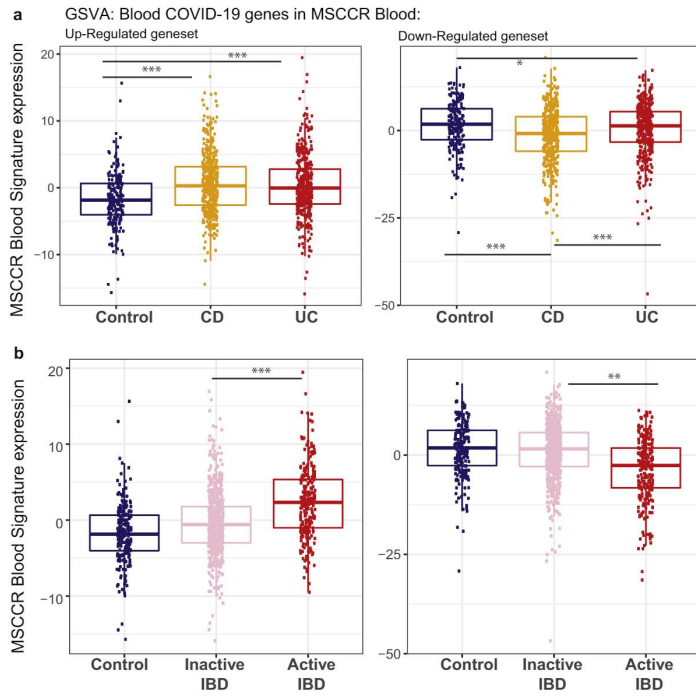 a
GSVA: Blood COVID-19 genes in MSCCR Blood:
Up-Regulated geneset
Down-Regulated geneset
MSCCR Blood Signature expression
20
10
0
−10
***
***
Control
CD
UC
0
−25
−50
*
***
***
Control
CD
UC
b
MSCCR Blood Signature expression
20
10
0
−10
***
Control
Inactive
IBD
Active
IBD
0
−25
−50
**
Control
Inactive
IBD
Active
IBD